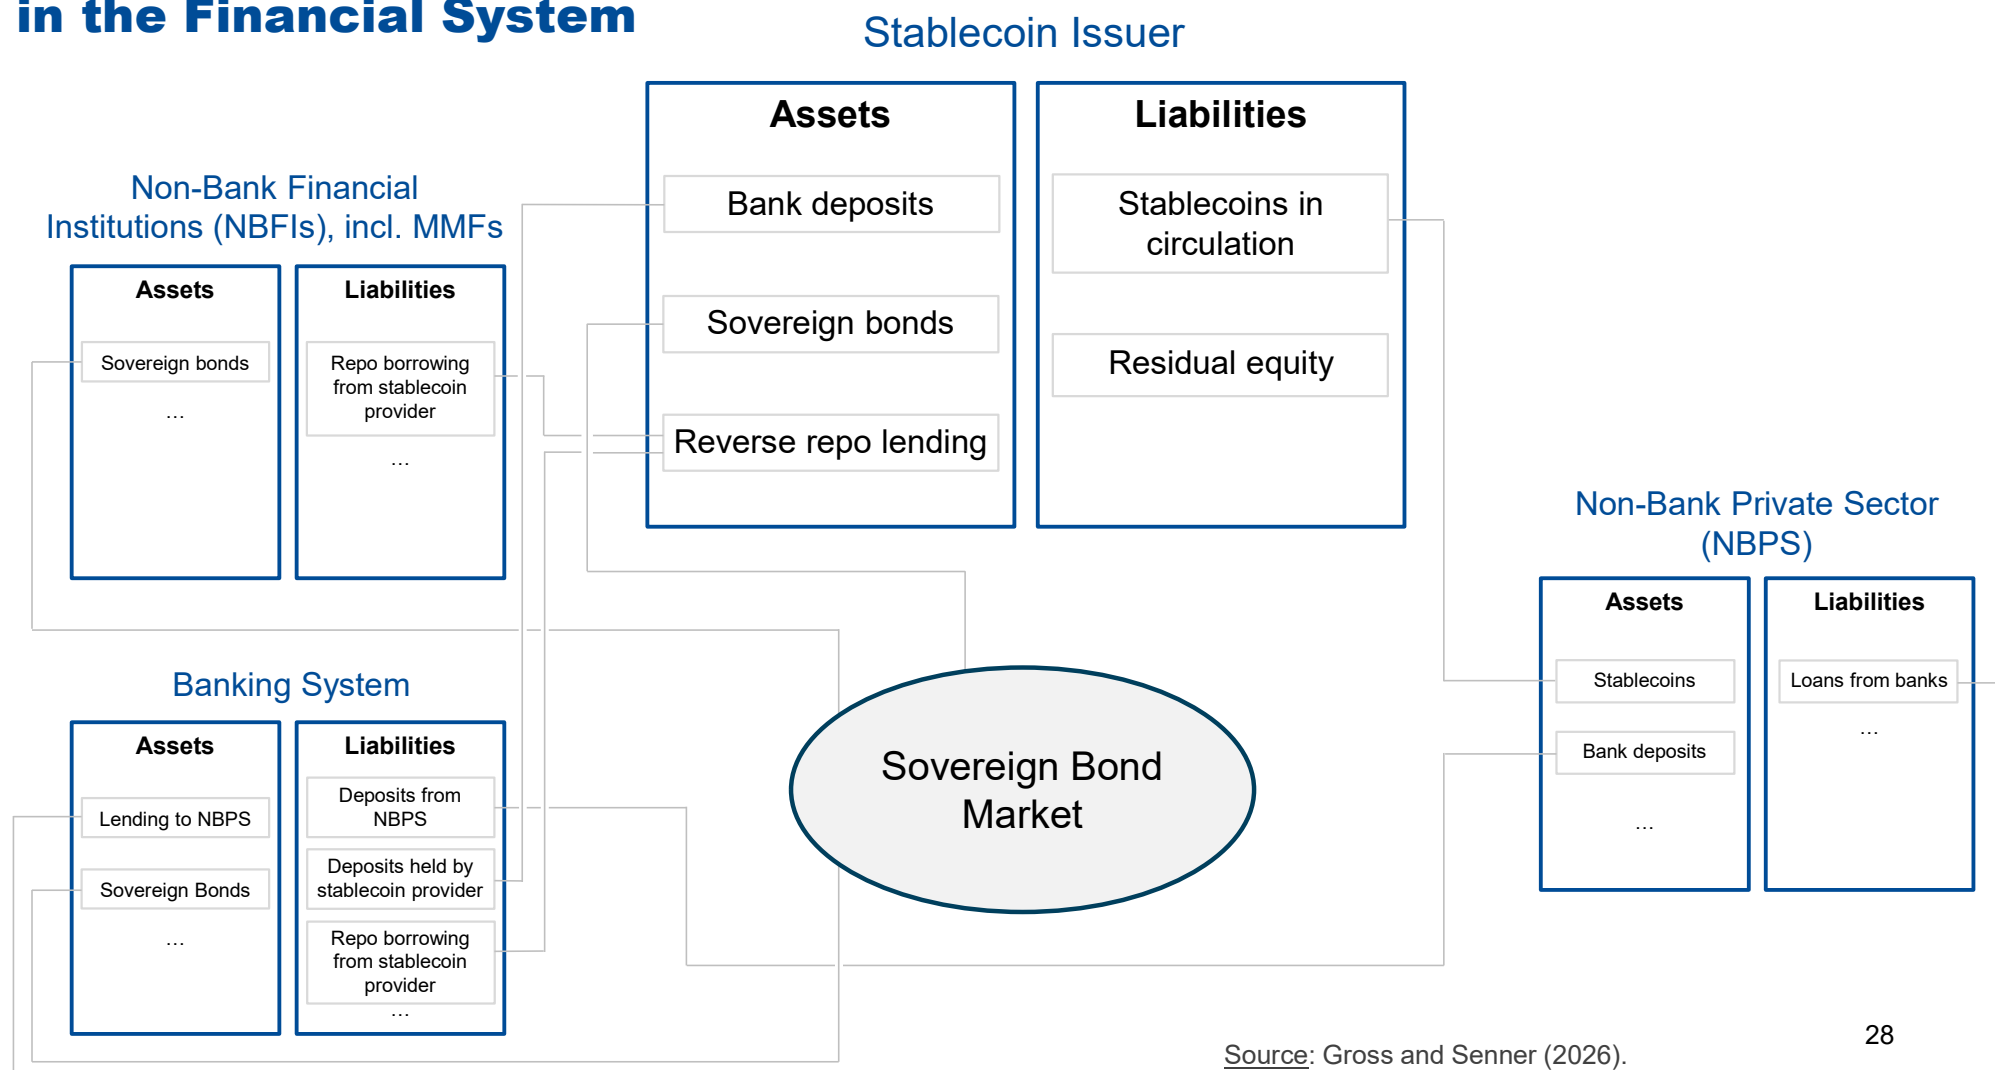 in the Financial System
Stablecoin Issuer
Assets
Bank deposits
Sovereign bonds
Reverse repo lending
Liabilities
Stablecoins in
circulation
Residual equity
Non-Bank Financial
Institutions (NBFIs), incl. MMFs
Assets
Sovereign bonds
…
Liabilities
Repo borrowing
from stablecoin
provider
…
Banking System
Assets
Lending to NBPS
Sovereign Bonds
…
Liabilities
Deposits from
NBPS
Deposits held by
stablecoin provider
Repo borrowing
from stablecoin
provider
…
Sovereign Bond
Market
Non-Bank Private Sector
(NBPS)
Assets
Stablecoins
Bank deposits
…
Liabilities
Loans from banks
…
Source: Gross and Senner (2026).
28